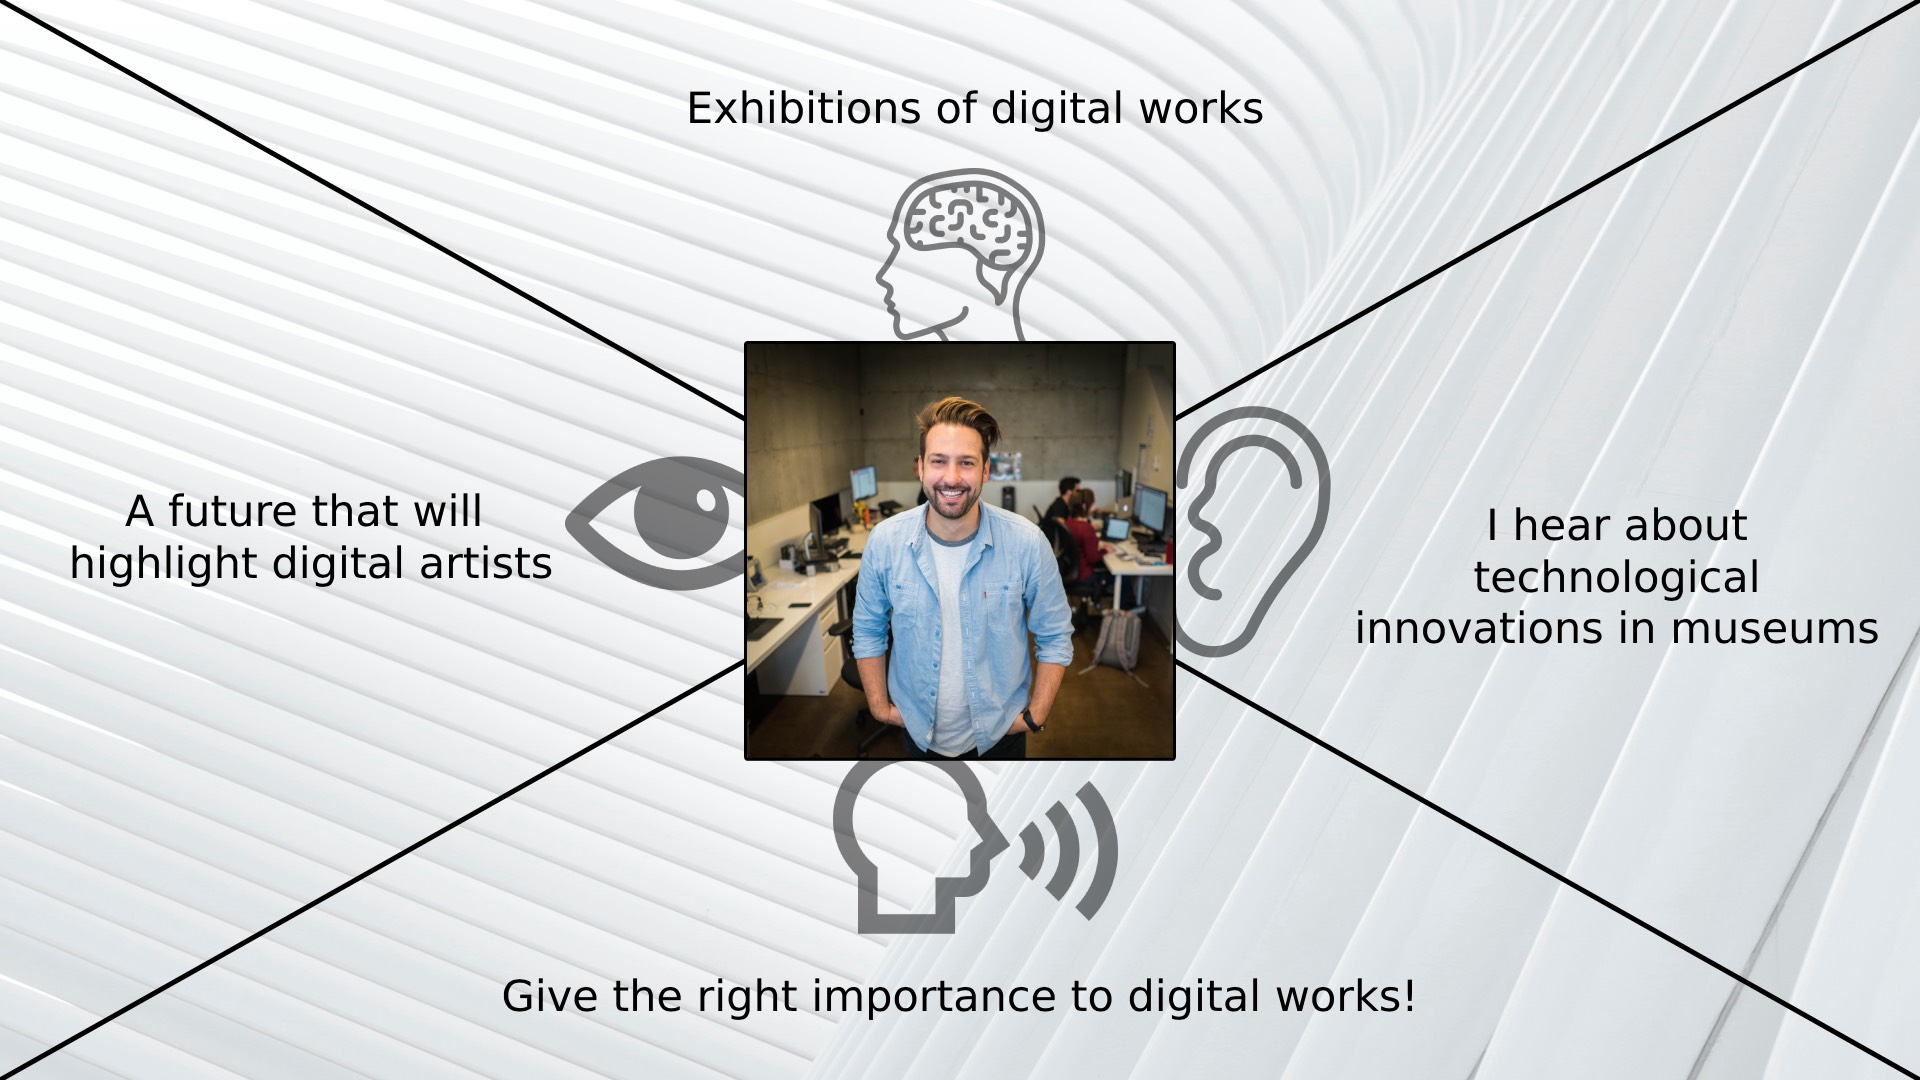 Exhibitions of digital works
A future that will
highlight digital artists
I hear about
technological
innovations in museums
Give the right importance to digital works!